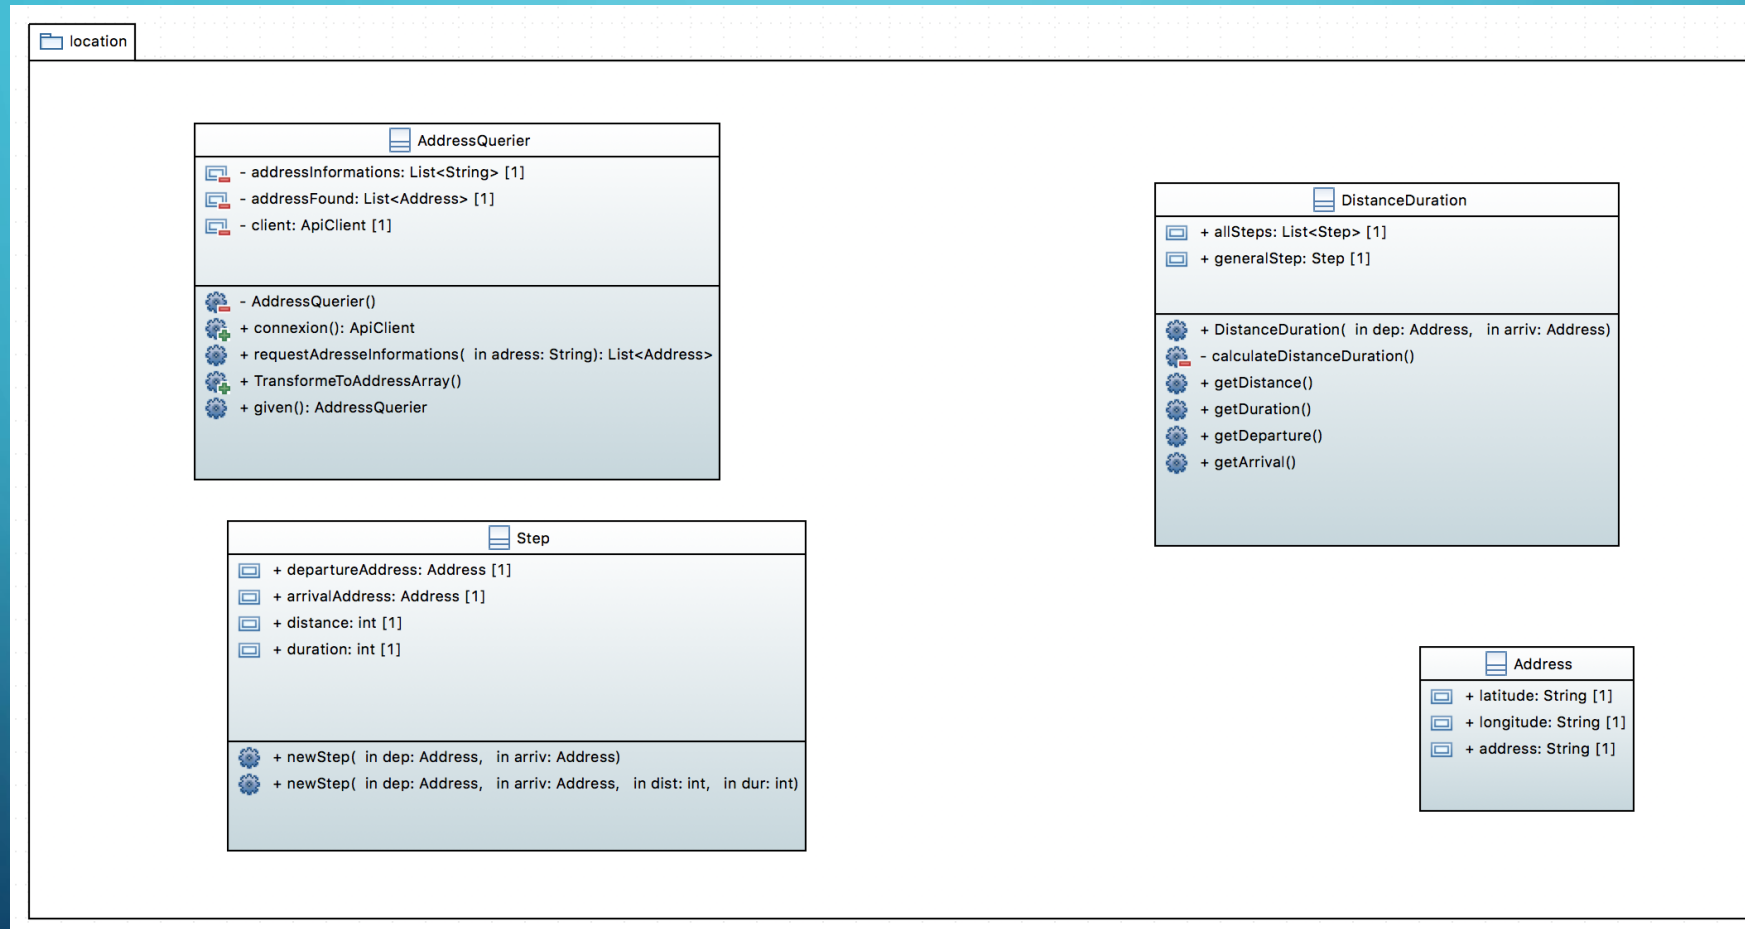 location
AddressQuerier
- addressInformations: List<String> [1]
- addressFound: List<Address> [1]
- client: ApiClient [1]
- AddressQuerier()
+ connexion(): ApiClient
+ requestAdresseInformations( in adress: String): List<Address>
+ TransformeToAddressArray()
+ given(): AddressQuerier
DistanceDuration
+ allSteps: List<Step> [1]
+ generalStep: Step [1]
+ DistanceDuration( in dep: Address, in arriv: Address)
- calculateDistanceDuration()
+ getDistance()
+ getDuration()
+ getDeparture()
+ getArrival()
Step
+ departureAddress: Address [1]
+ arrivalAddress: Address [1]
+ distance: int [1]
+ duration: int [1]
+ newStep( in dep: Address, in arriv: Address)
+ newStep( in dep: Address, in arriv: Address, in dist: int, in dur: int)
Address
+ latitude: String [1]
+ longitude: String [1]
+ address: String [1]